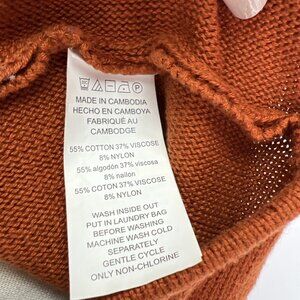 MADE IN CAMBODIA
HECHO EN CAMBOYA
FABRIQUÉ AU
CAMBODGE
55% COTTON 37% VISCOSE
8% NYLON
55% algodón 37% viscosa
8% nailon
55% COTON 37% VISCOSE
8% NYLON
WASH INSIDE OUT
PUT IN LAUNDRY BAG
BEFORE WASHING
MACHINE WASH COLD
SEPARATELY
GENTLE CYCLE
ONLY NON-CHLORINE